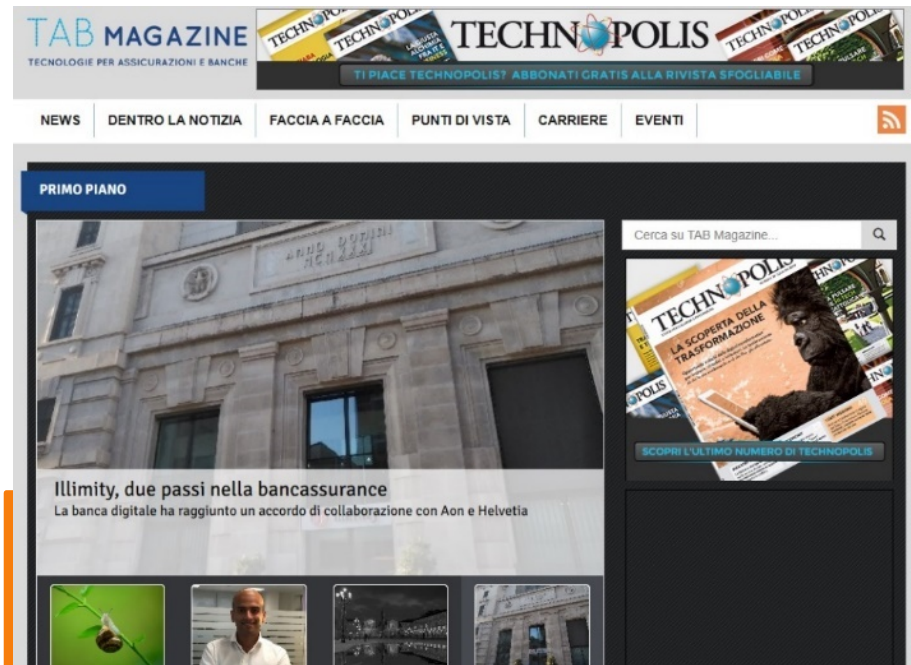 TAB MAGAZINE
TECNOLOGIE PER ASSICURAZIONI E BANCHE
TECHNOPOLIS
TI PIACE TECHNOPOLIS? ABBONATI GRATIS ALLA RIVISTA SFOGLIABILE
NEWS DENTRO LA NOTIZIA FACCIA A FACCIA PUNTI DI VISTA CARRIERE EVENTI
PRIMO PIANO
Cerca su TAB Magazine...
ANNO DOMINI
MCMXXXI
TECHNOPOLIS
LA SCOPERTA DELLA
TRASFORMAZIONE
SCOPRI L'ULTIMO NUMERO DI TECHNOPOLIS
Illimity, due passi nella bancassurance
La banca digitale ha raggiunto un accordo di collaborazione con Aon e Helvetia